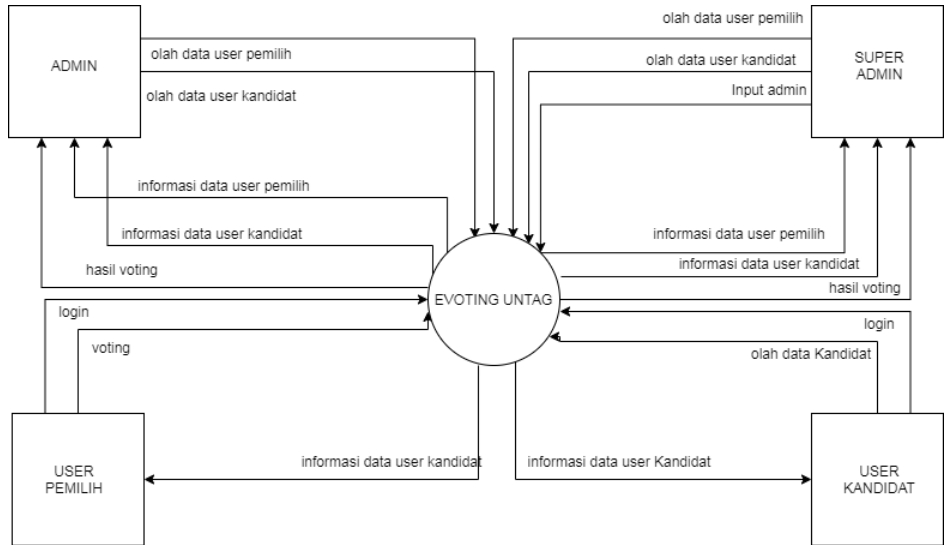 olah data user pemilih
ADMIN
olah data user pemilih
olah data user kandidat
SUPER
ADMIN
olah data user kandidat
Input admin
informasi data user pemilih
informasi data user kandidat
hasil voting
informasi data user pemilih
informasi data user kandidat
hasil voting
EVOTING UNTAG
login
voting
login
olah data Kandidat
USER
PEMILIH
informasi data user kandidat
informasi data user Kandidat
USER
KANDIDAT